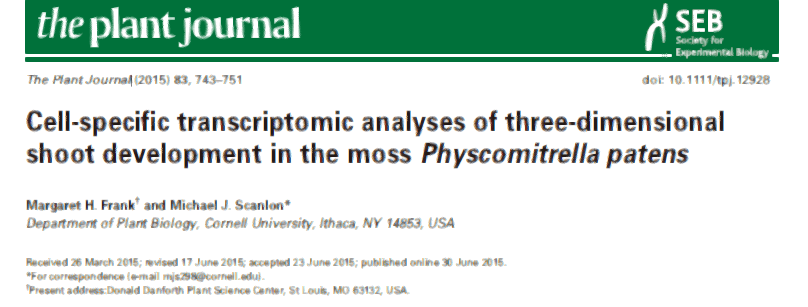 the plant journal
SEB
Society for
Experimental Biology
The Plant Journal (2015) 83, 743–751
doi: 10.1111/tpj.12928
Cell-specific transcriptomic analyses of three-dimensional
shoot development in the moss Physcomitrella patens
Margaret H. Frank† and Michael J. Scanlon*
Department of Plant Biology, Cornell University, Ithaca, NY 14853, USA
Received 26 March 2015; revised 17 June 2015; accepted 23 June 2015; published online 30 June 2015.
*For correspondence (e-mail mjs298@cornell.edu).
†Present address:Donald Danforth Plant Science Center, St Louis, MO 63132, USA.